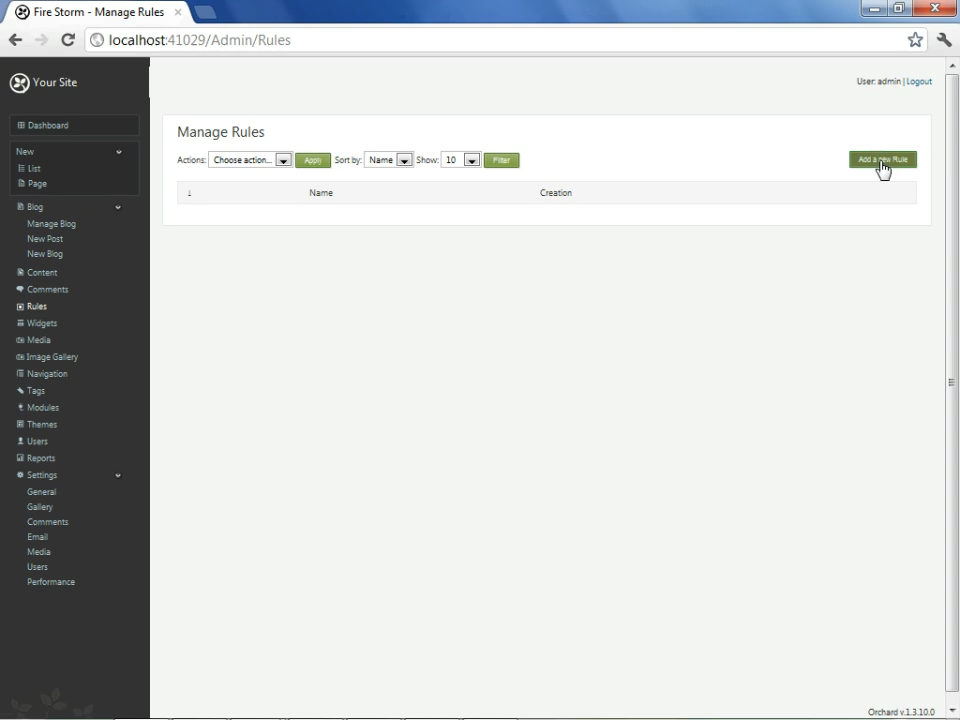 Fire Storm - Manage Rules
localhost:41029/Admin/Rules
Your Site
User: admin | Logout
Dashboard
New
List
Page
Blog
Manage Blog
New Post
New Blog
Content
Comments
Rules
Widgets
Media
Image Gallery
Navigation
Tags
Modules
Themes
Users
Reports
Settings
General
Gallery
Comments
Email
Media
Users
Performance
Manage Rules
Actions: Choose action... Apply Sort by: Name Show: 10 Filter Add a new Rule
↓ Name Creation
Orchard v.1.3.10.0